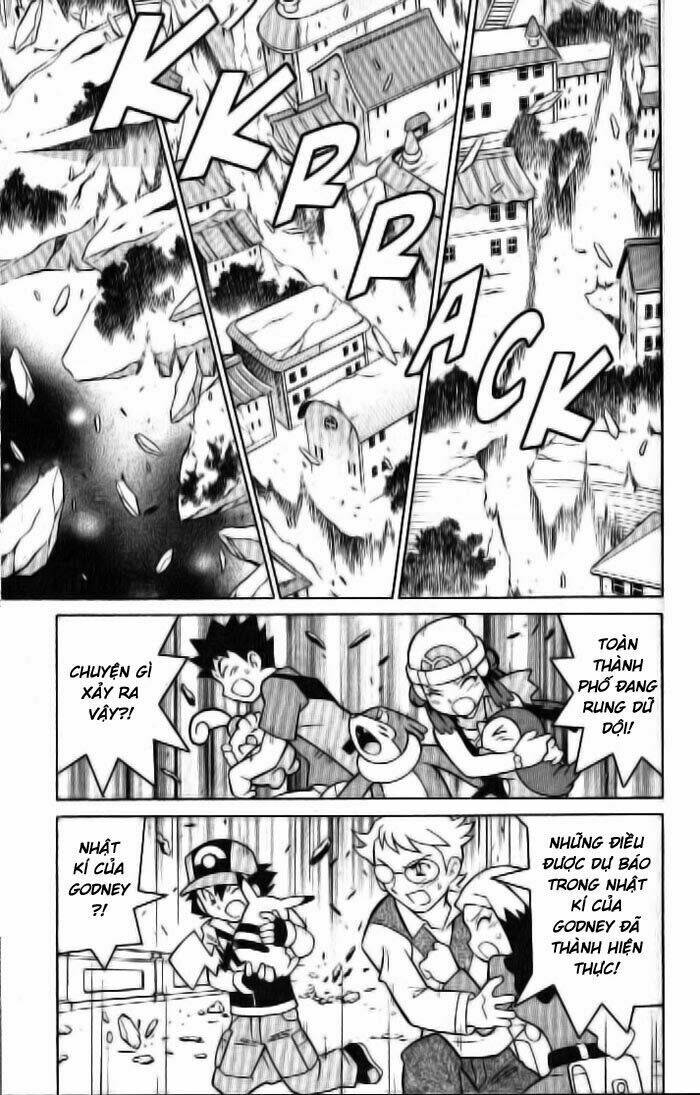 KKRRACK
TOÀN
THÀNH
PHỐ ĐANG
RUNG DỮ
DỘI!
CHUYỆN GÌ
XẢY RA
VẬY?!
NHỮNG ĐIỀU
ĐƯỢC DỰ BÁO
TRONG NHẬT
KÍ CỦA
GODNEY ĐÃ
THÀNH HIỆN
THỰC!
NHẬT
KÍ CỦA
GODNEY
?!